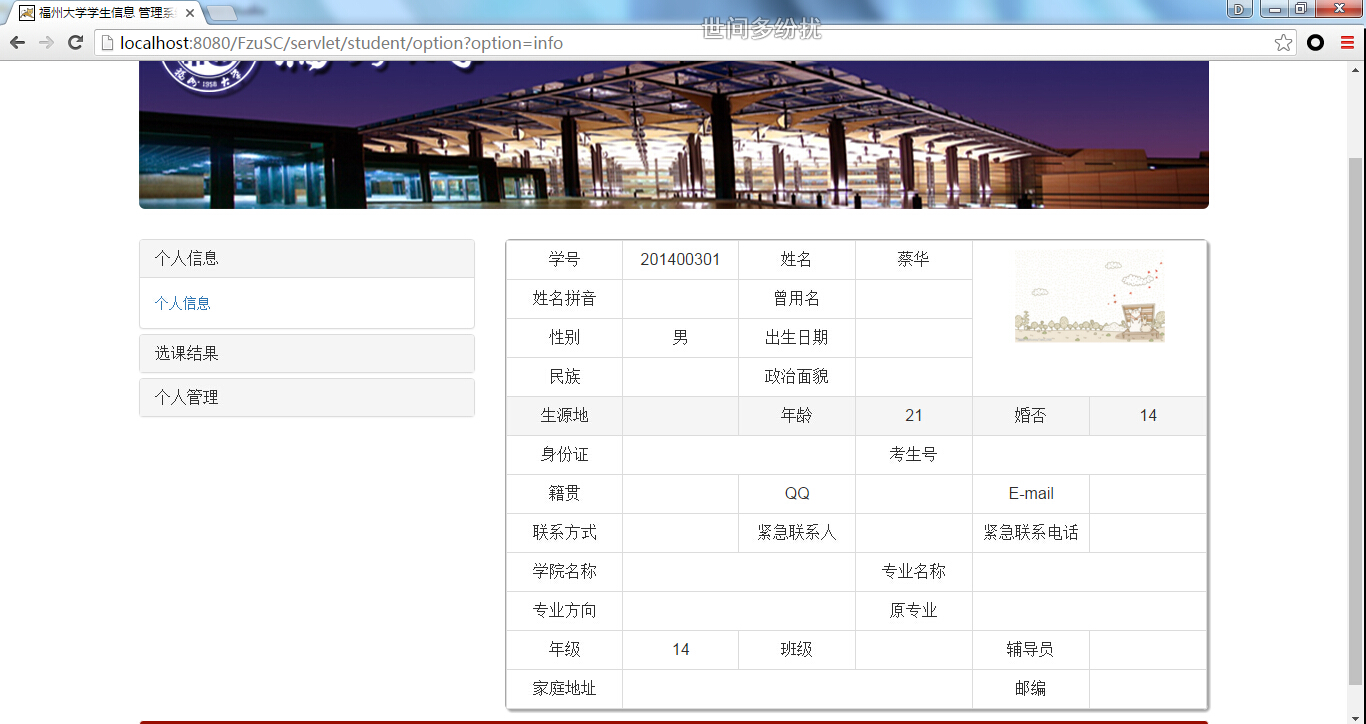 福州大学学生信息 管理系
D
世间多纷扰
localhost:8080/FzuSC/servlet/student/option?option=info
1958
个人信息
个人信息
选课结果
个人管理
学号 201400301 姓名 蔡华
姓名拼音 曾用名
性别 男 出生日期
民族 政治面貌
生源地 年龄 21 婚否 14
身份证 考生号
籍贯 QQ E-mail
联系方式 紧急联系人 紧急联系电话
学院名称 专业名称
专业方向 原专业
年级 14 班级 辅导员
家庭地址 邮编